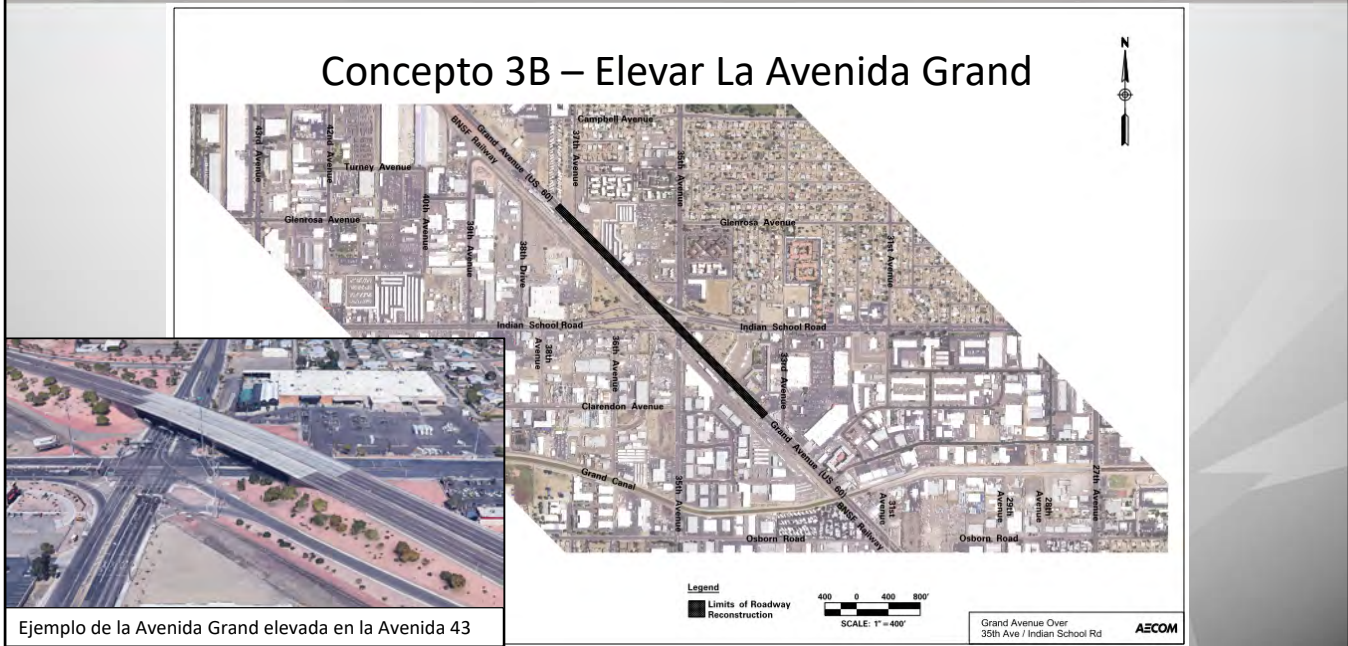 Concepto 3B – Elevar La Avenida Grand
N
Campbell Avenue
BNSF Railway
Grand Avenue (US 60)
43rd Avenue
42nd Avenue
37th Avenue
35th Avenue
Turney Avenue
40th Avenue
39th Avenue
Glenrosa Avenue
Glenrosa Avenue
38th Drive
31st Avenue
Indian School Road
Indian School Road
38th Avenue
36th Avenue
33rd Avenue
Clarendon Avenue
Grand Avenue (US 60)
Grand Canal
35th Avenue
BNSF Railway
31st Avenue
29th Avenue
28th Avenue
27th Avenue
Osborn Road
Osborn Road
Ejemplo de la Avenida Grand elevada en la Avenida 43
Legend
Limits of Roadway
Reconstruction
400 0 400 800'
SCALE: 1" = 400'
Grand Avenue Over
35th Ave / Indian School Rd
AECOM